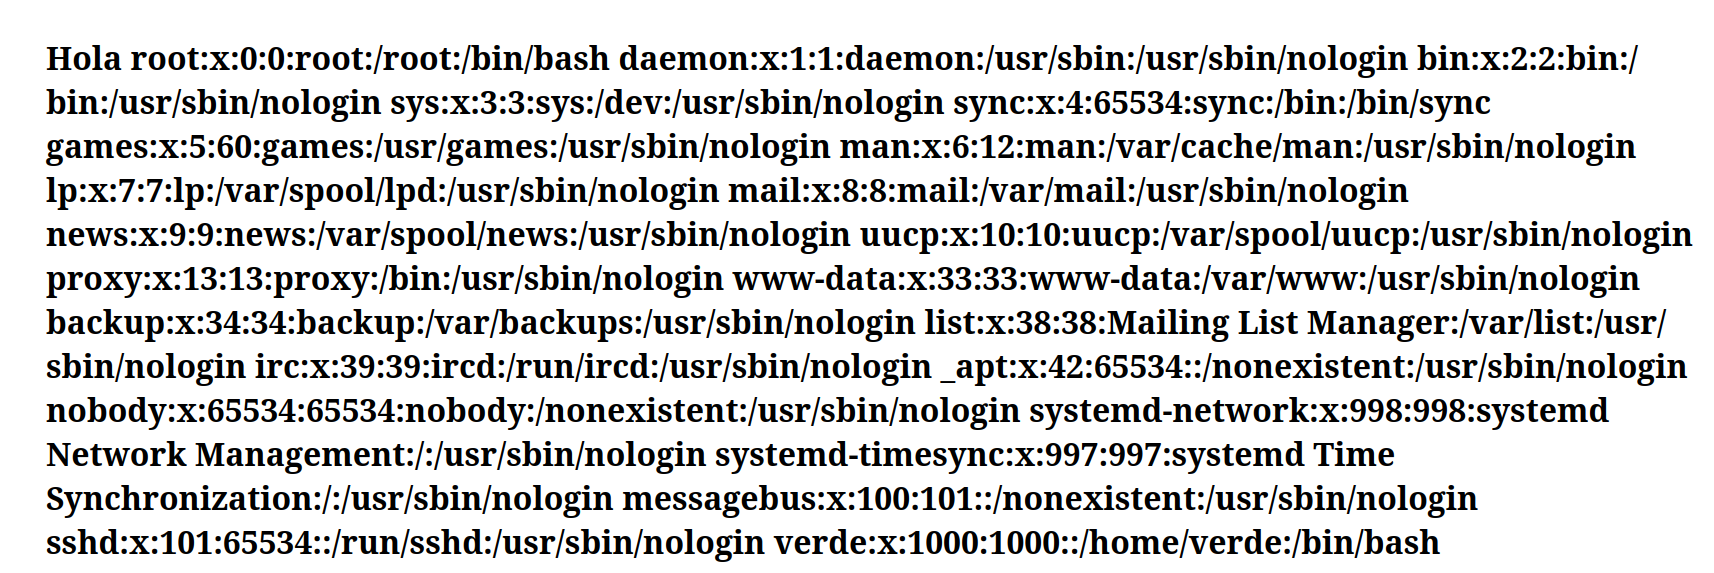 Hola root:x:0:0:root:/root:/bin/bash daemon:x:1:1:daemon:/usr/sbin:/usr/sbin/nologin bin:x:2:2:bin:/
bin:/usr/sbin/nologin sys:x:3:3:sys:/dev:/usr/sbin/nologin sync:x:4:65534:sync:/bin:/bin/sync
games:x:5:60:games:/usr/games:/usr/sbin/nologin man:x:6:12:man:/var/cache/man:/usr/sbin/nologin
lp:x:7:7:lp:/var/spool/lpd:/usr/sbin/nologin mail:x:8:8:mail:/var/mail:/usr/sbin/nologin
news:x:9:9:news:/var/spool/news:/usr/sbin/nologin uucp:x:10:10:uucp:/var/spool/uucp:/usr/sbin/nologin
proxy:x:13:13:proxy:/bin:/usr/sbin/nologin www-data:x:33:33:www-data:/var/www:/usr/sbin/nologin
backup:x:34:34:backup:/var/backups:/usr/sbin/nologin list:x:38:38:Mailing List Manager:/var/list:/usr/
sbin/nologin irc:x:39:39:ircd:/run/ircd:/usr/sbin/nologin _apt:x:42:65534::/nonexistent:/usr/sbin/nologin
nobody:x:65534:65534:nobody:/nonexistent:/usr/sbin/nologin systemd-network:x:998:998:systemd
Network Management:/:/usr/sbin/nologin systemd-timesync:x:997:997:systemd Time
Synchronization:/:/usr/sbin/nologin messagebus:x:100:101::/nonexistent:/usr/sbin/nologin
sshd:x:101:65534::/run/sshd:/usr/sbin/nologin verde:x:1000:1000::/home/verde:/bin/bash